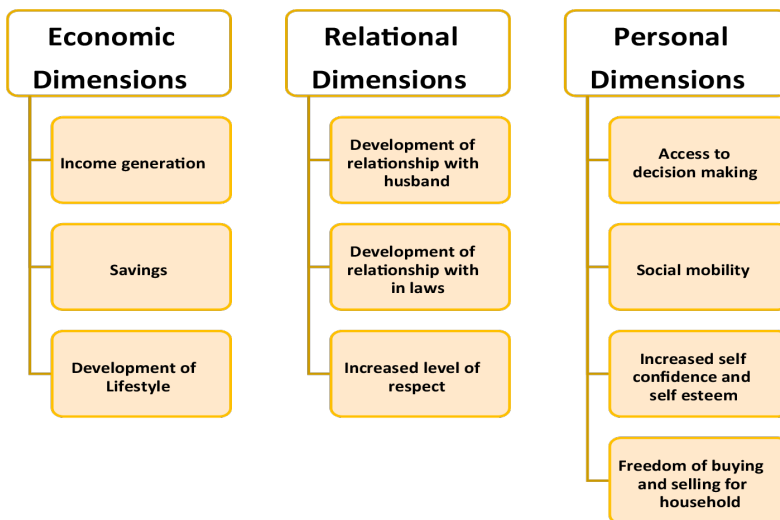 Economic
Dimensions
Income generation
Savings
Development of
Lifestyle
Relational
Dimensions
Development of
relationship with
husband
Development of
relationship with
in laws
Increased level of
respect
Personal
Dimensions
Access to
decision making
Social mobility
Increased self
confidence and
self esteem
Freedom of buying
and selling for
household